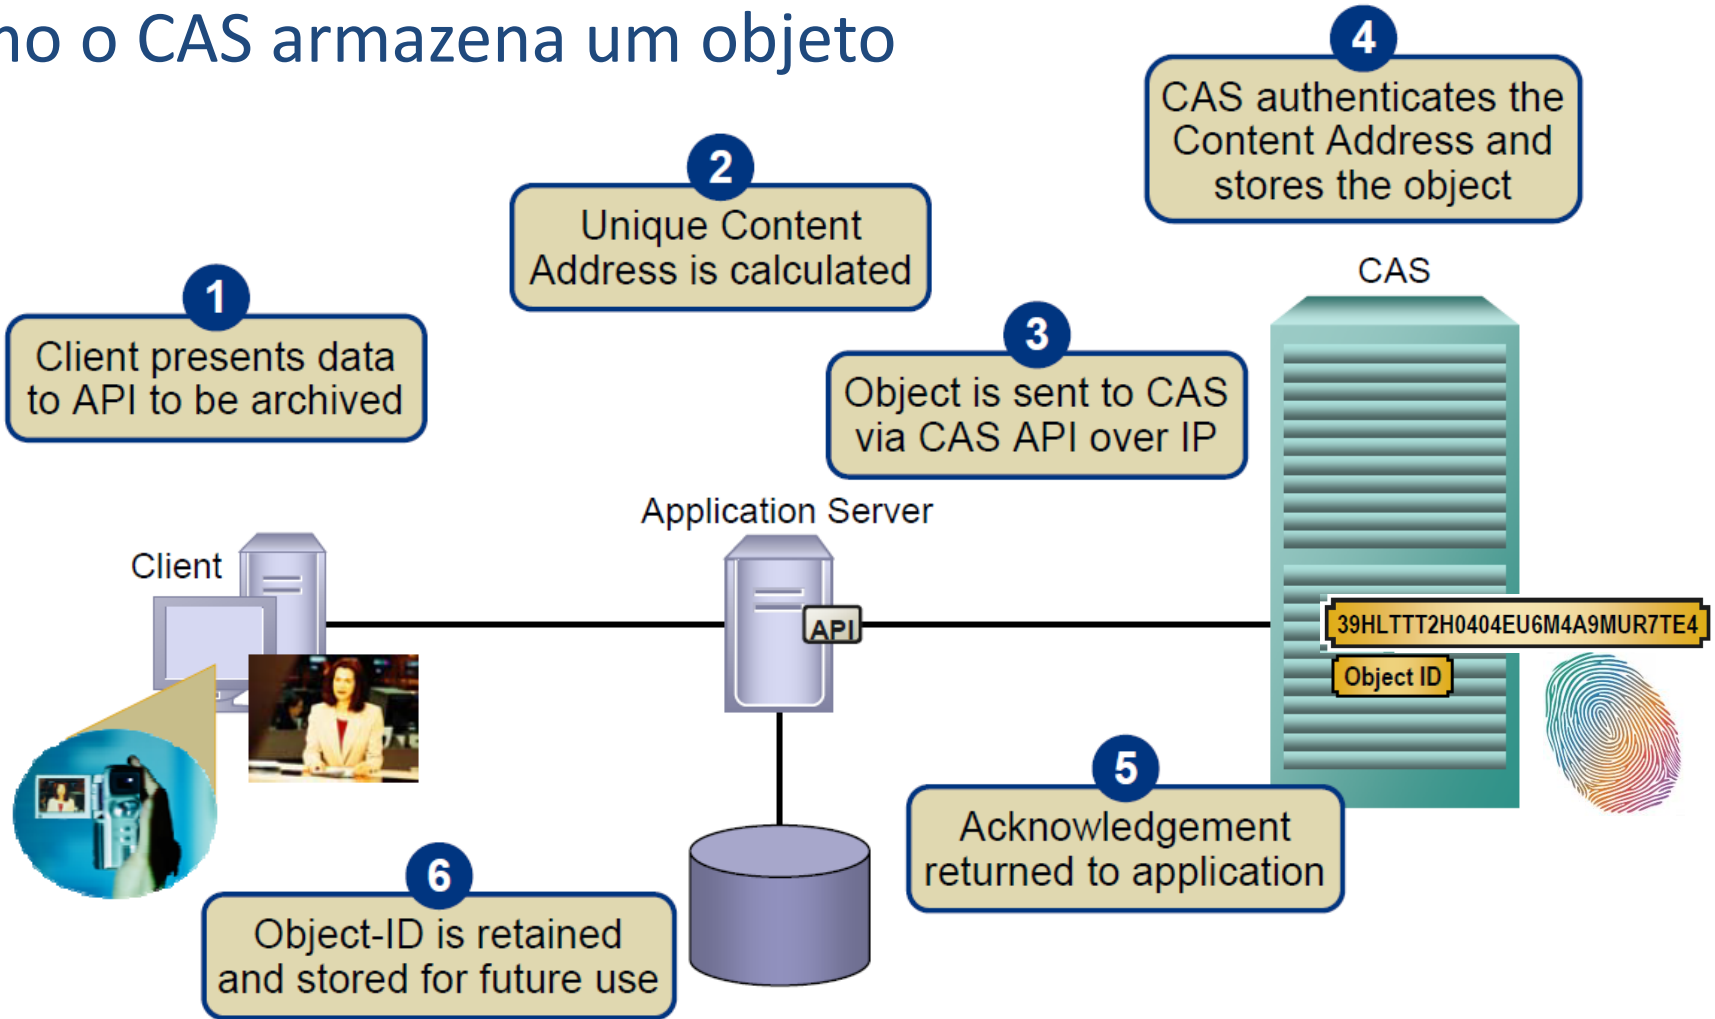 o CAS armazena um objeto
1
Client presents data
to API to be archived
2
Unique Content
Address is calculated
3
Object is sent to CAS
via CAS API over IP
4
CAS authenticates the
Content Address and
stores the object
CAS
Application Server
Client
API
39HLTTT2H0404EU6M4A9MUR7TE4
Object ID
5
Acknowledgement
returned to application
6
Object-ID is retained
and stored for future use